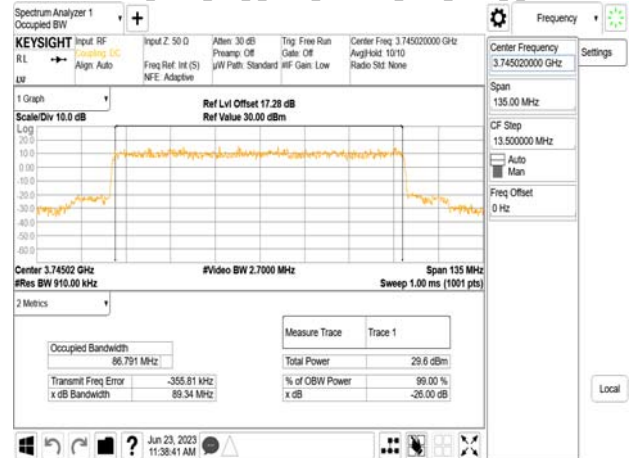 Spectrum Analyzer 1
Occupied BW
+
Frequency
KEYSIGHT
Input: RF
Coupling: DC
Align: Auto
Input Z: 50 Ω
Freq Ref: Int (S)
NFE: Adaptive
Atten: 30 dB
Preamp: Off
µW Path: Standard
Trig: Free Run
Gate: Off
#IF Gain: Low
Center Freq: 3.745020000 GHz
Avg|Hold: 10/10
Radio Std: None
RL
Center Frequency
3.745020000 GHz
Settings
Span
135.00 MHz
CF Step
13.500000 MHz
Auto
Man
Freq Offset
0 Hz
Local
1 Graph
Scale/Div 10.0 dB
Ref Lvl Offset 17.28 dB
Ref Value 30.00 dBm
Log
20.0
10.0
0.00
-10.0
-20.0
-30.0
-40.0
-50.0
-60.0
Center 3.74502 GHz
#Video BW 2.7000 MHz
Span 135 MHz
#Res BW 910.00 kHz
Sweep 1.00 ms (1001 pts)
2 Metrics
Measure Trace Trace 1
Occupied Bandwidth
86.791 MHz
Total Power 29.6 dBm
Transmit Freq Error -355.81 kHz
% of OBW Power 99.00 %
x dB Bandwidth 89.34 MHz
x dB -26.00 dB
?
Jun 23, 2023
11:38:41 AM